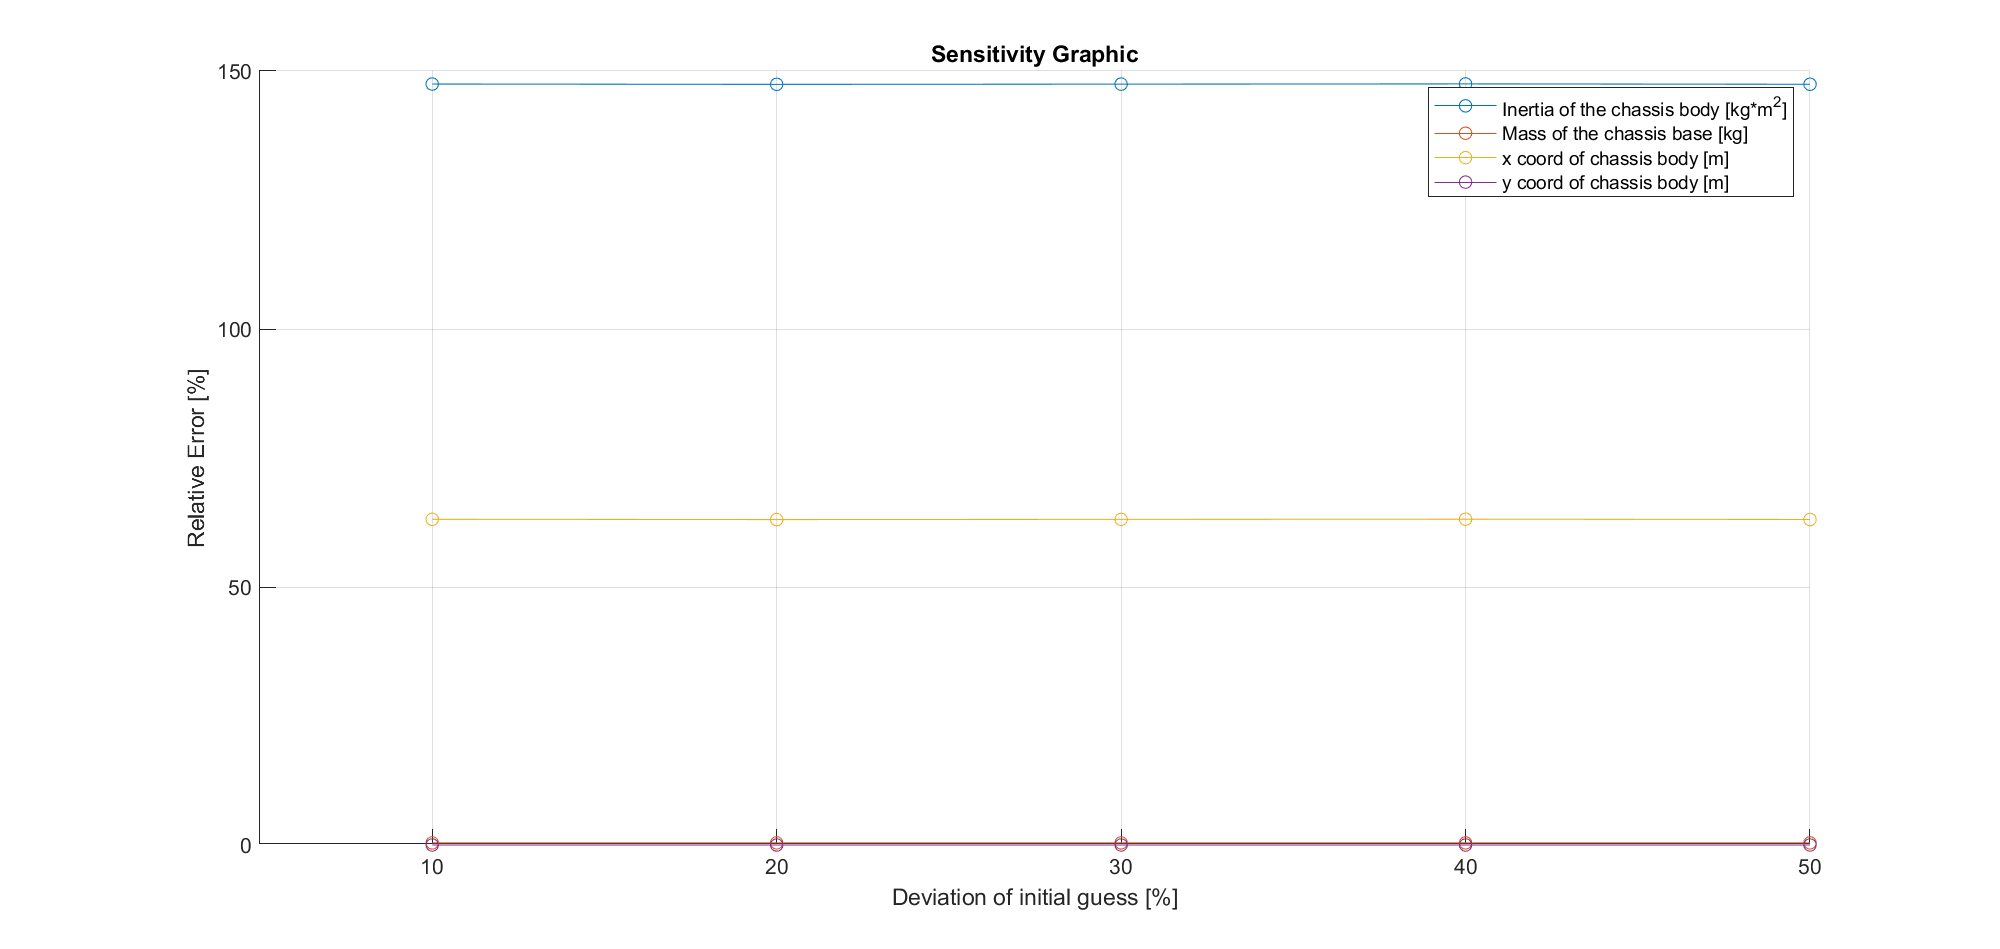 Sensitivity Graphic
150
100
50
0
Relative Error [%]
Inertia of the chassis body [kg*m²]
Mass of the chassis base [kg]
x coord of chassis body [m]
y coord of chassis body [m]
10 20 30 40 50
Deviation of initial guess [%]